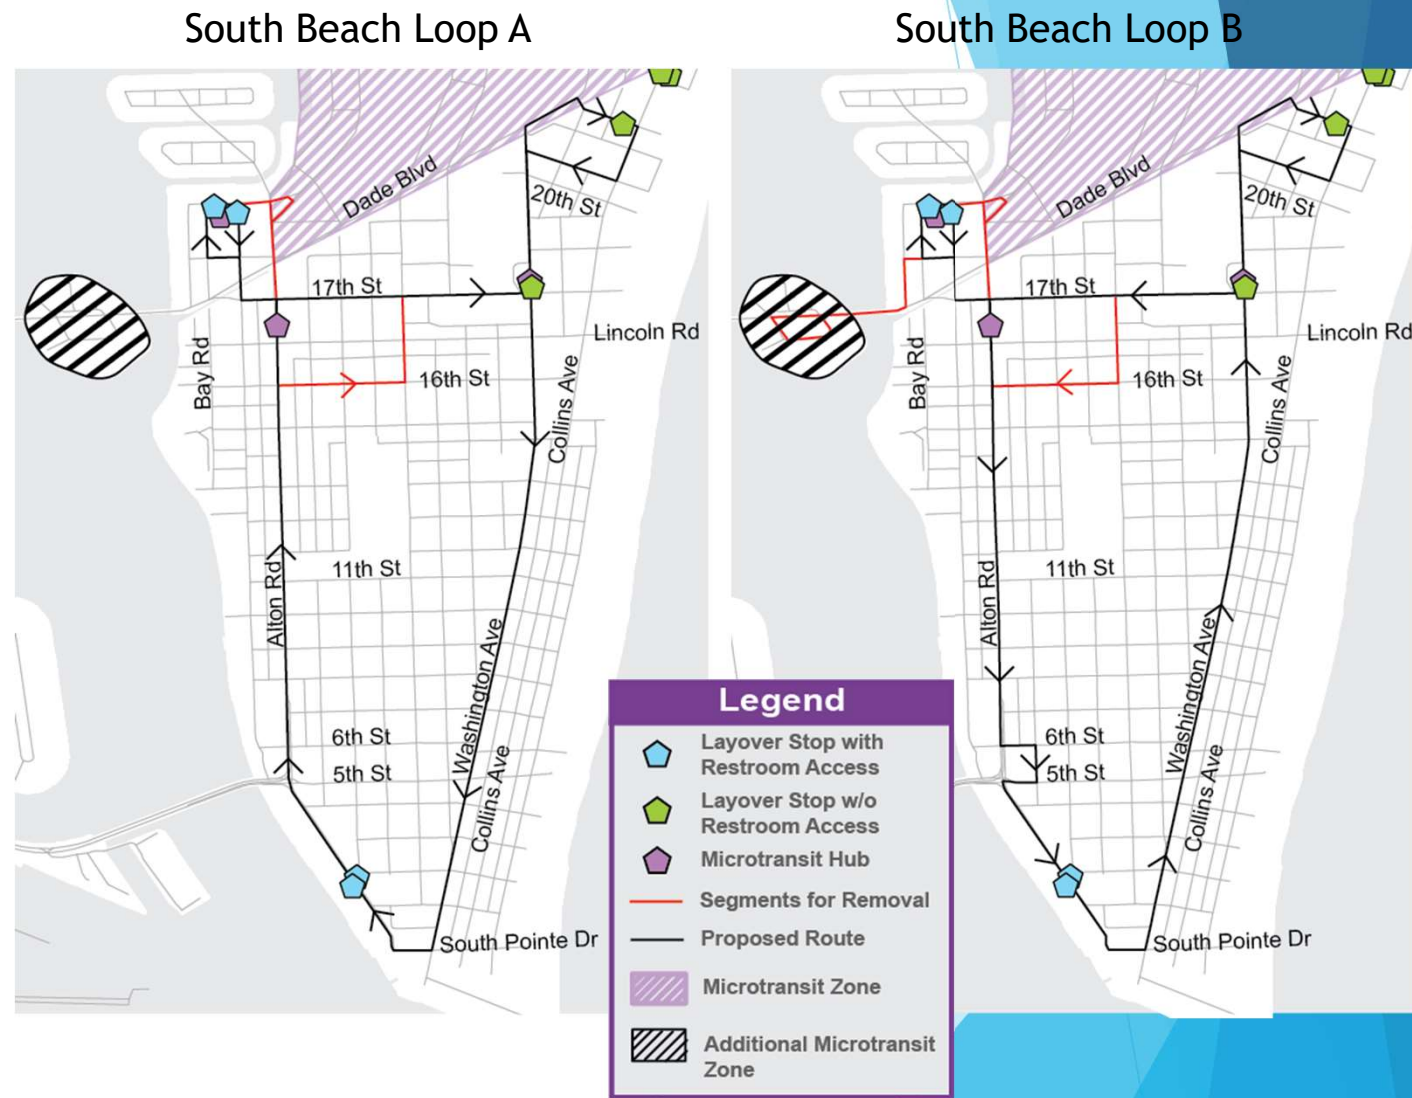 South Beach Loop A
South Beach Loop B
Dade Blvd
20th St
17th St
Lincoln Rd
Bay Rd
16th St
Collins Ave
11th St
Alton Rd
Washington Ave
6th St
5th St
Collins Ave
South Pointe Dr
Dade Blvd
20th St
17th St
Lincoln Rd
Bay Rd
16th St
Collins Ave
11th St
Alton Rd
Washington Ave
6th St
5th St
Collins Ave
South Pointe Dr
Legend
Layover Stop with
Restroom Access
Layover Stop w/o
Restroom Access
Microtransit Hub
Segments for Removal
Proposed Route
Microtransit Zone
Additional Microtransit
Zone